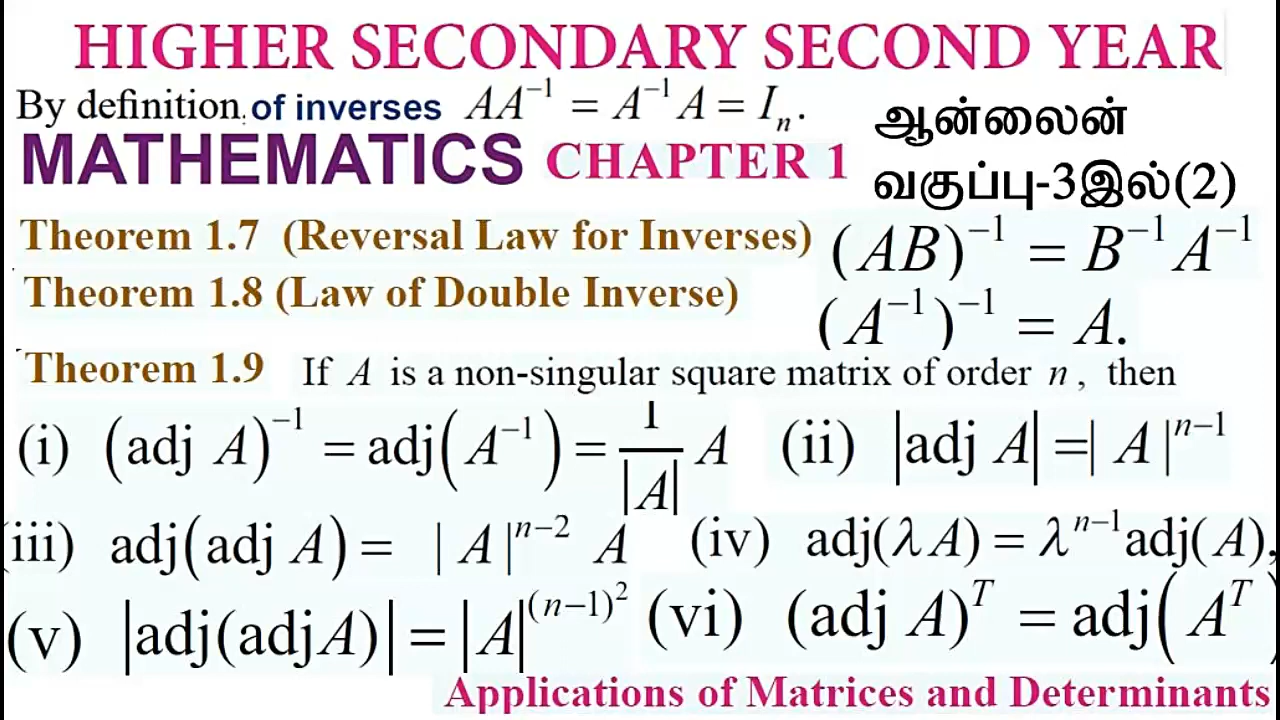 HIGHER SECONDARY SECOND YEAR
By definition of inverses AA⁻¹ = A⁻¹A = Iₙ.
ஆன்லைன்
MATHEMATICS CHAPTER 1
வகுப்பு-3இல்(2)
Theorem 1.7 (Reversal Law for Inverses) (AB)⁻¹ = B⁻¹A⁻¹
Theorem 1.8 (Law of Double Inverse) (A⁻¹)⁻¹ = A.
Theorem 1.9 If A is a non-singular square matrix of order n, then
(i) (adj A)⁻¹ = adj(A⁻¹) = 1/|A| A (ii) |adj A| = |A|ⁿ⁻¹
(iii) adj(adj A) = |A|ⁿ⁻² A (iv) adj(λA) = λⁿ⁻¹adj(A),
(v) |adj(adjA)| = |A|^(n−1)² (vi) (adj A)ᵀ = adj(Aᵀ)
Applications of Matrices and Determinants